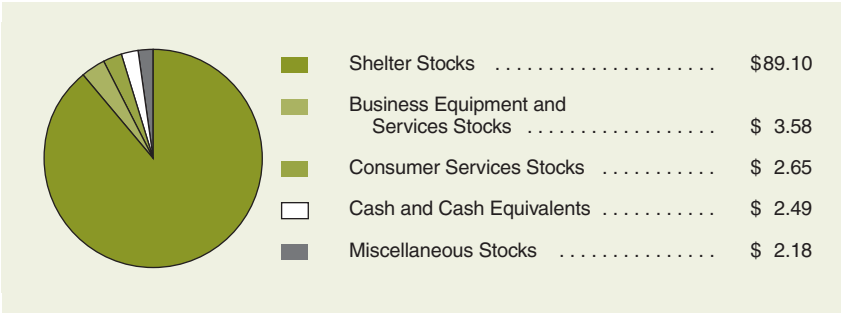 Shelter Stocks ..................... $89.10
Business Equipment and
Services Stocks .................. $ 3.58
Consumer Services Stocks ........... $ 2.65
Cash and Cash Equivalents ........... $ 2.49
Miscellaneous Stocks ............... $ 2.18